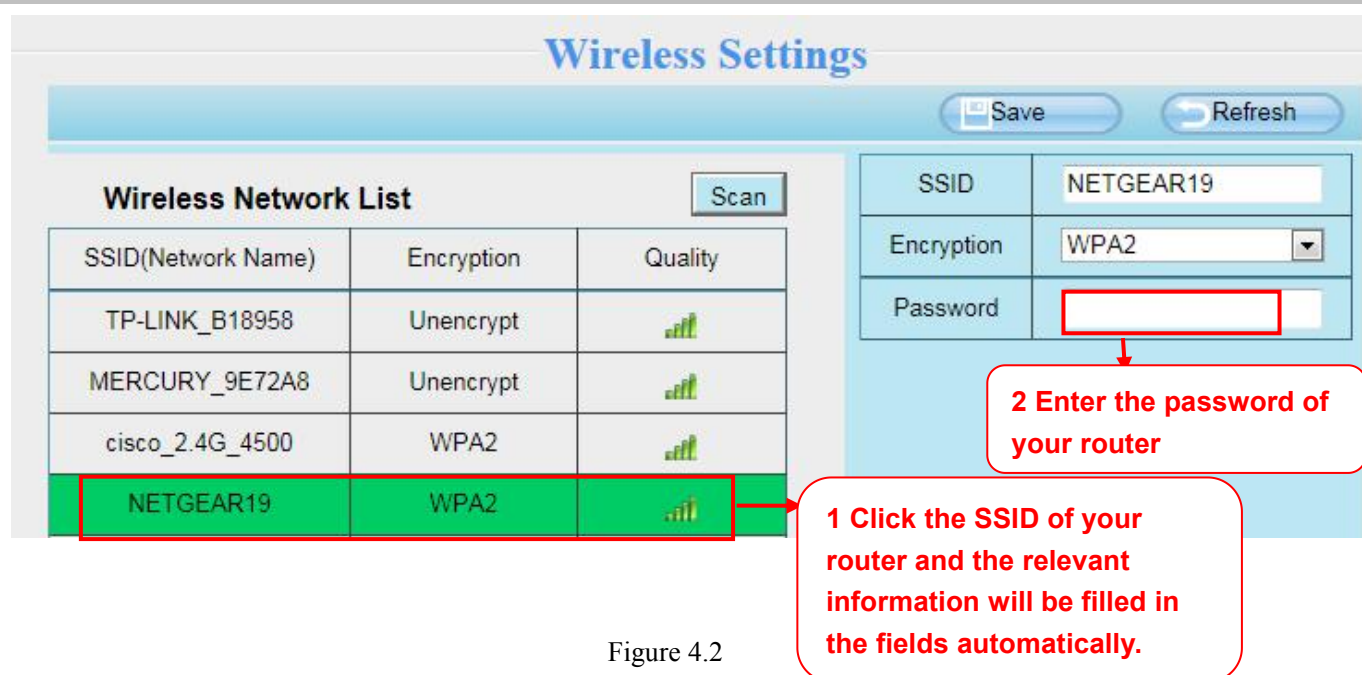 Wireless Settings
Save Refresh
Wireless Network List Scan
SSID(Network Name) Encryption Quality
TP-LINK_B18958 Unencrypt
MERCURY_9E72A8 Unencrypt
cisco_2.4G_4500 WPA2
NETGEAR19 WPA2
SSID NETGEAR19
Encryption WPA2
Password
2 Enter the password of
your router
1 Click the SSID of your
router and the relevant
information will be filled in
the fields automatically.
Figure 4.2